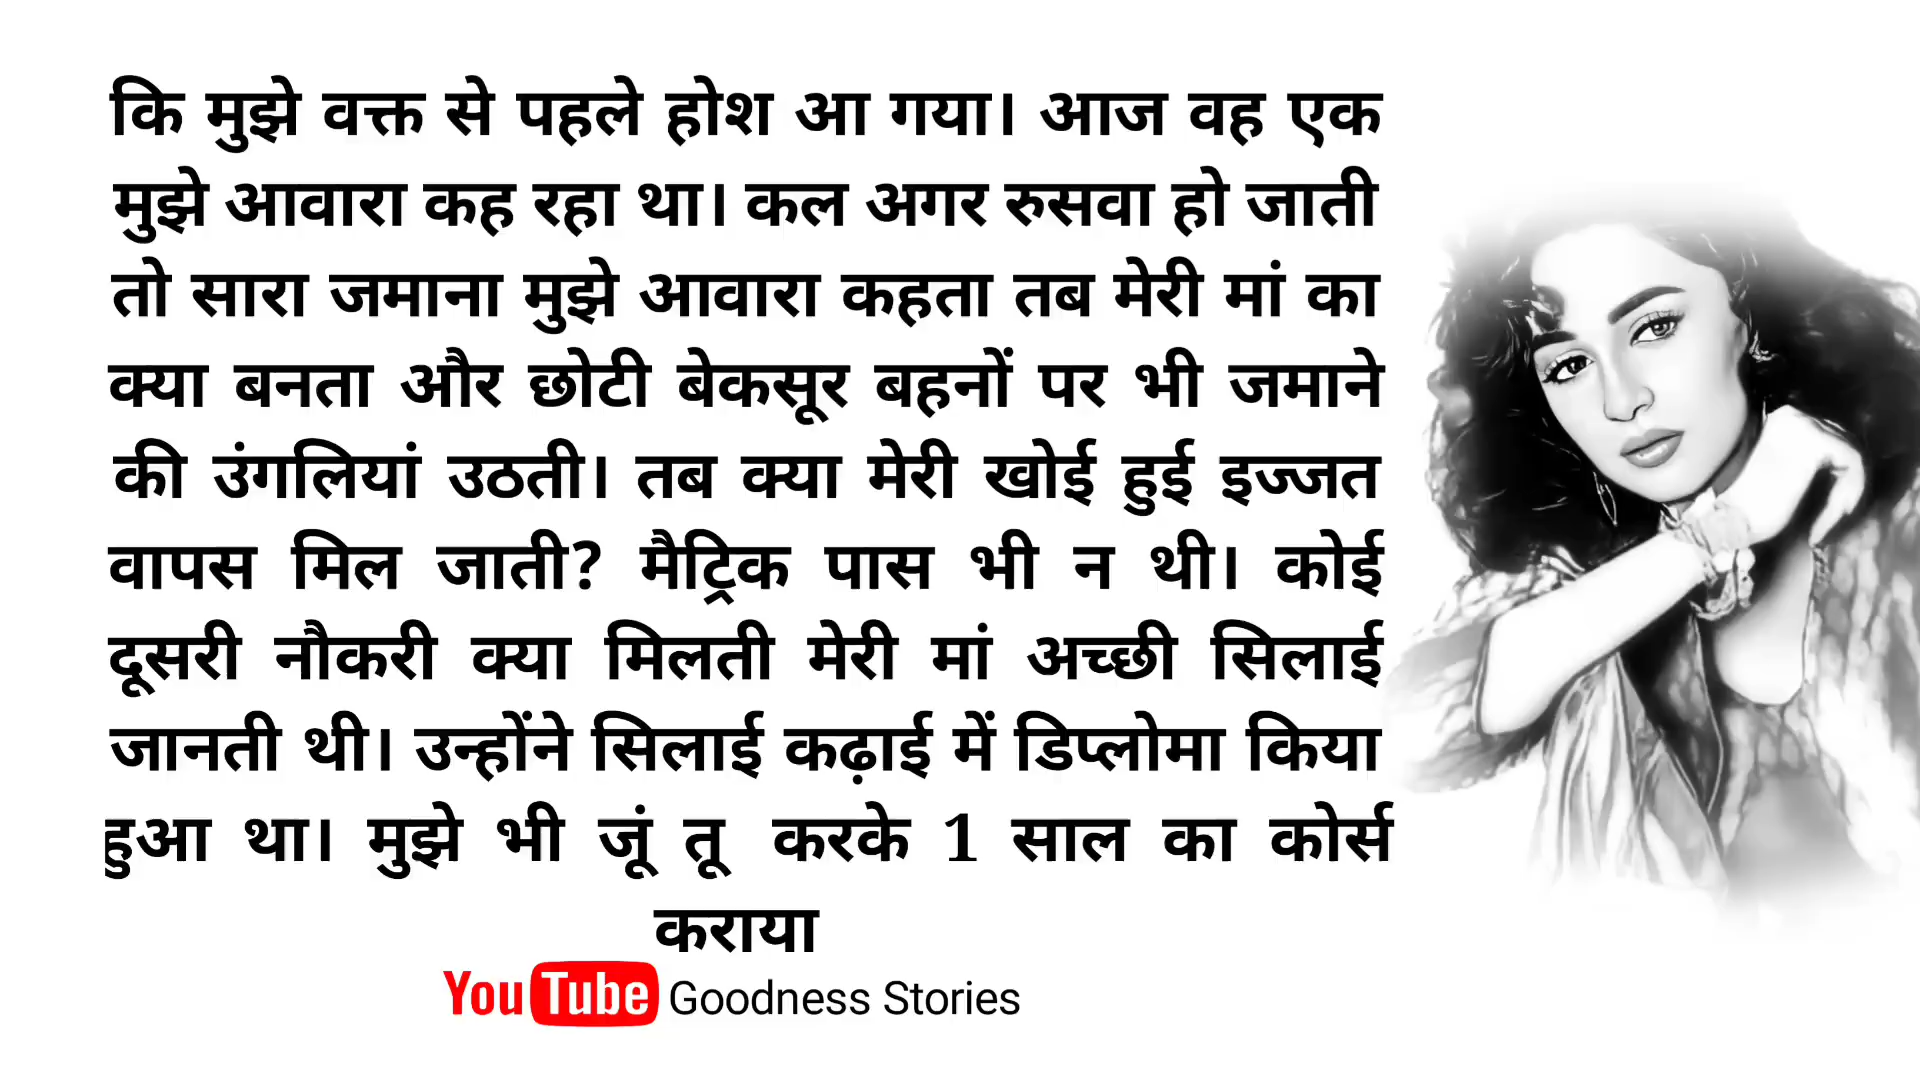 कि मुझे वक्त से पहले होश आ गया। आज वह एक
मुझे आवारा कह रहा था। कल अगर रुसवा हो जाती
तो सारा जमाना मुझे आवारा कहता तब मेरी मां का
क्या बनता और छोटी बेकसूर बहनों पर भी जमाने
की उंगलियां उठती। तब क्या मेरी खोई हुई इज्जत
वापस मिल जाती? मैट्रिक पास भी न थी। कोई
दूसरी नौकरी क्या मिलती मेरी मां अच्छी सिलाई
जानती थी। उन्होंने सिलाई कढ़ाई में डिप्लोमा किया
हुआ था। मुझे भी जूं तू करके 1 साल का कोर्स
कराया
YouTube Goodness Stories